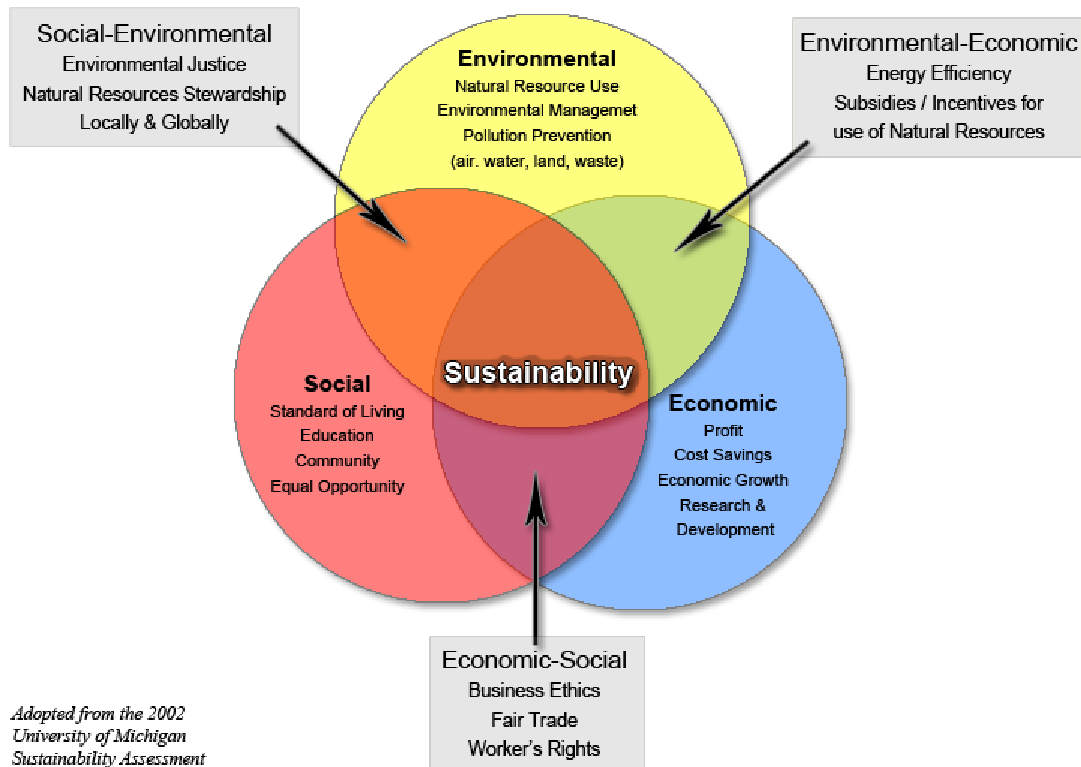 Social-Environmental
Environmental Justice
Natural Resources Stewardship
Locally & Globally
Environmental
Natural Resource Use
Environmental Managemet
Pollution Prevention
(air. water, land, waste)
Environmental-Economic
Energy Efficiency
Subsidies / Incentives for
use of Natural Resources
Sustainability
Social
Standard of Living
Education
Community
Equal Opportunity
Economic
Profit
Cost Savings
Economic Growth
Research &
Development
Economic-Social
Business Ethics
Fair Trade
Worker's Rights
Adopted from the 2002
University of Michigan
Sustainability Assessment